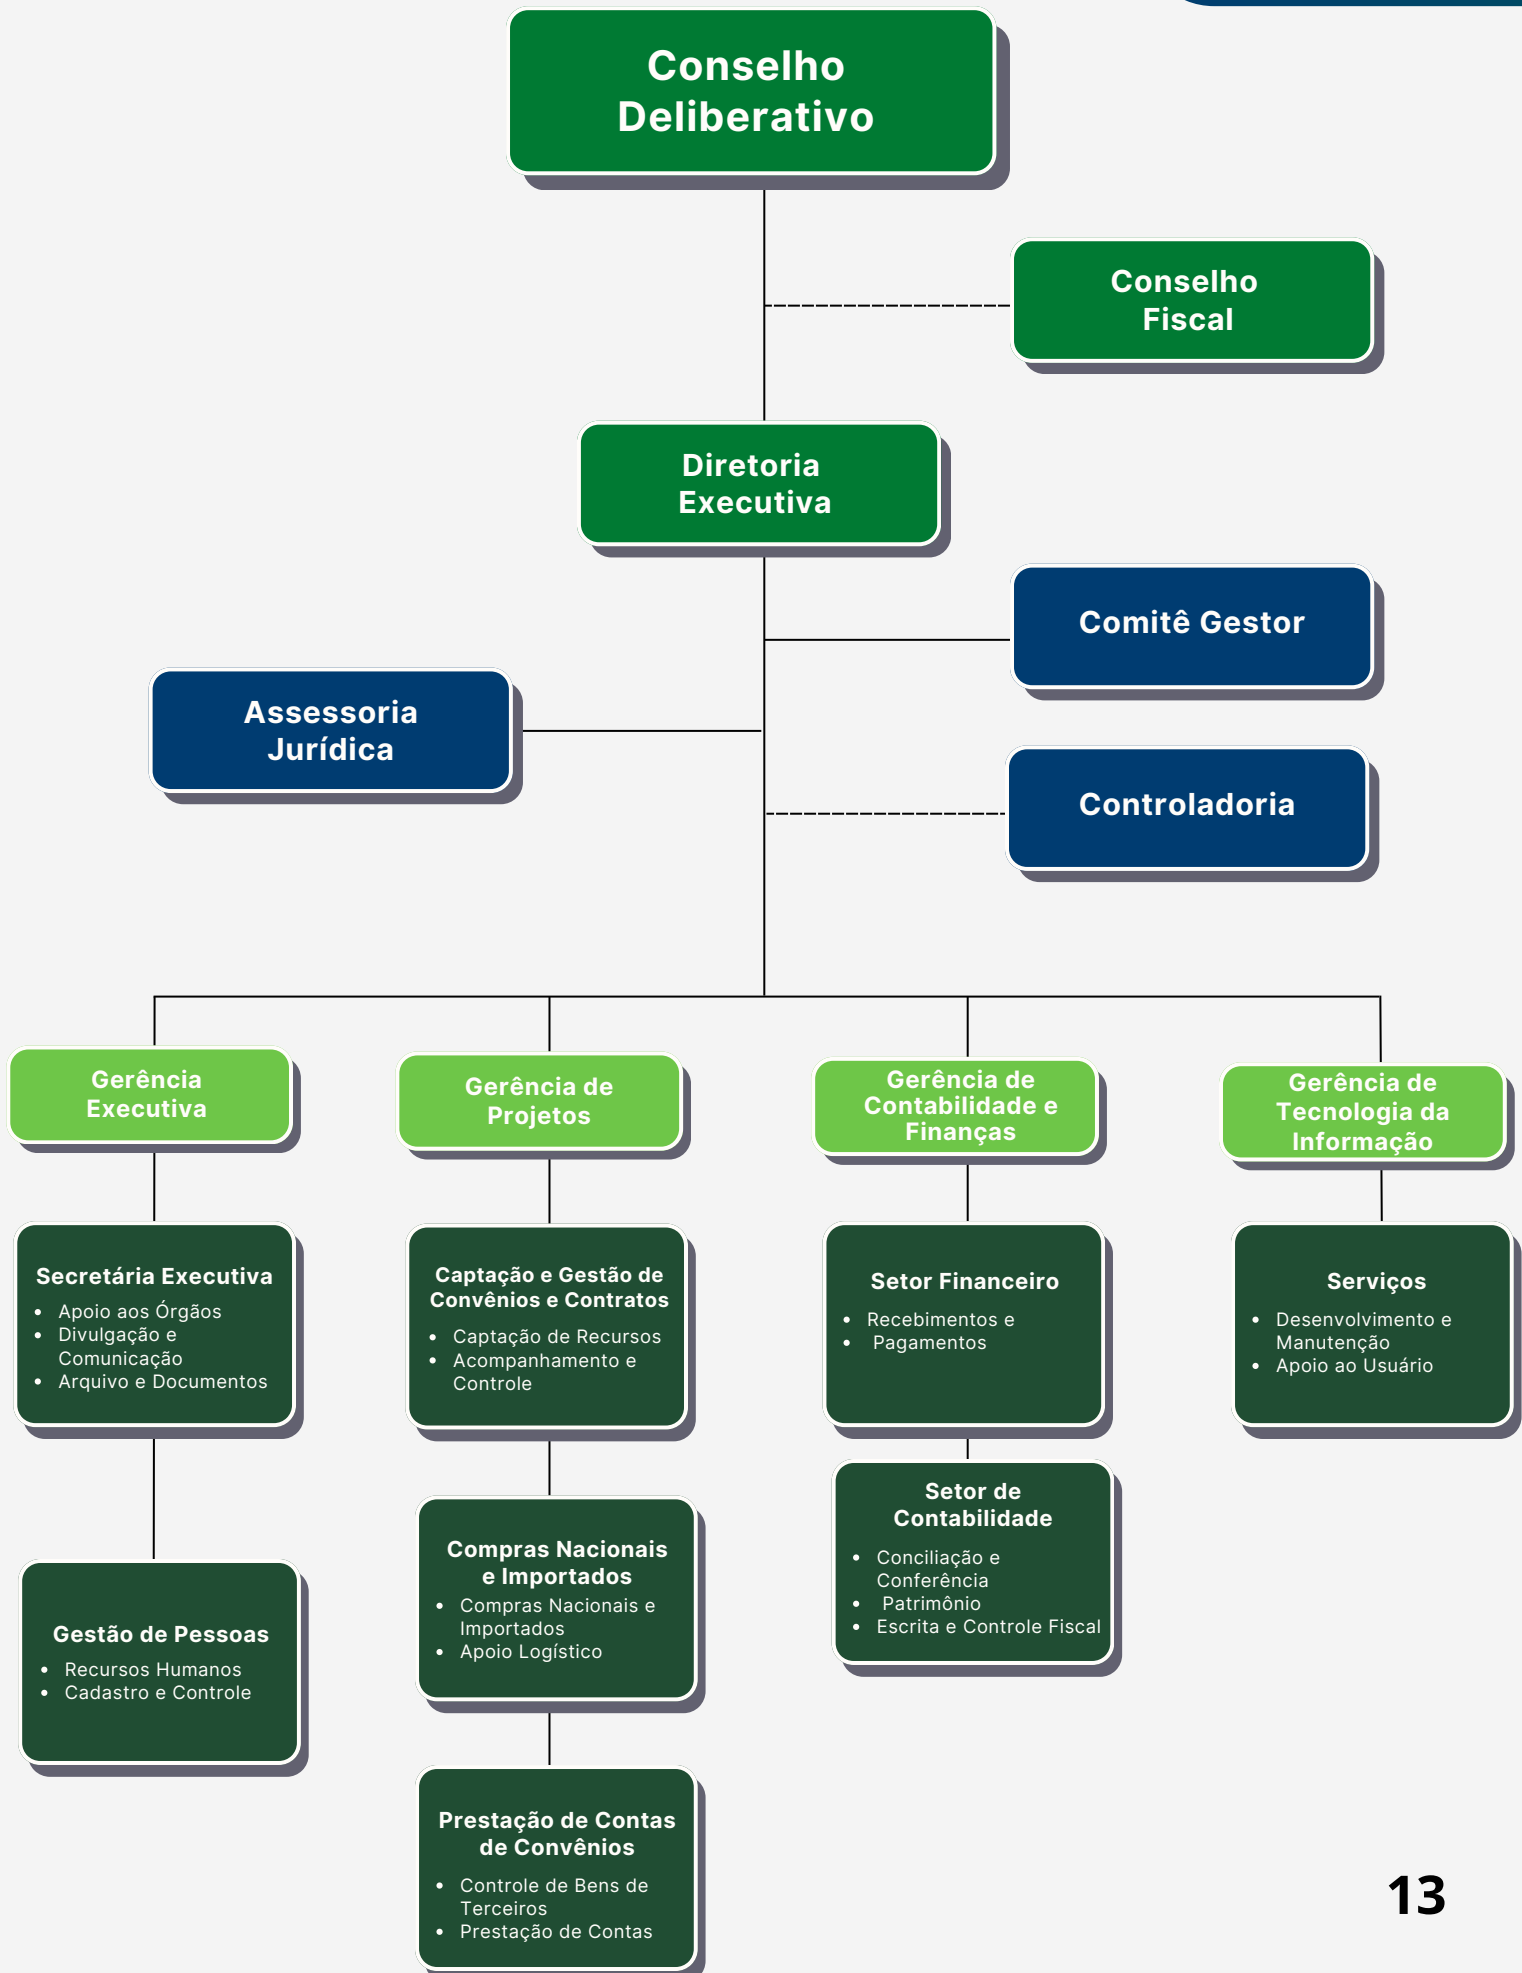 Conselho
Deliberativo
Conselho
Fiscal
Diretoria
Executiva
Comitê Gestor
Assessoria
Jurídica
Controladoria
Gerência
Executiva
Gerência de
Projetos
Gerência de
Contabilidade e
Finanças
Gerência de
Tecnologia da
Informação
Secretária Executiva
• Apoio aos Órgãos
• Divulgação e
Comunicação
• Arquivo e Documentos
Captação e Gestão de
Convênios e Contratos
• Captação de Recursos
• Acompanhamento e
Controle
Setor Financeiro
• Recebimentos e
• Pagamentos
Serviços
• Desenvolvimento e
Manutenção
• Apoio ao Usuário
Setor de
Contabilidade
• Conciliação e
Conferência
• Patrimônio
• Escrita e Controle Fiscal
Compras Nacionais
e Importados
• Compras Nacionais e
Importados
• Apoio Logístico
Gestão de Pessoas
• Recursos Humanos
• Cadastro e Controle
Prestação de Contas
de Convênios
• Controle de Bens de
Terceiros
• Prestação de Contas
13